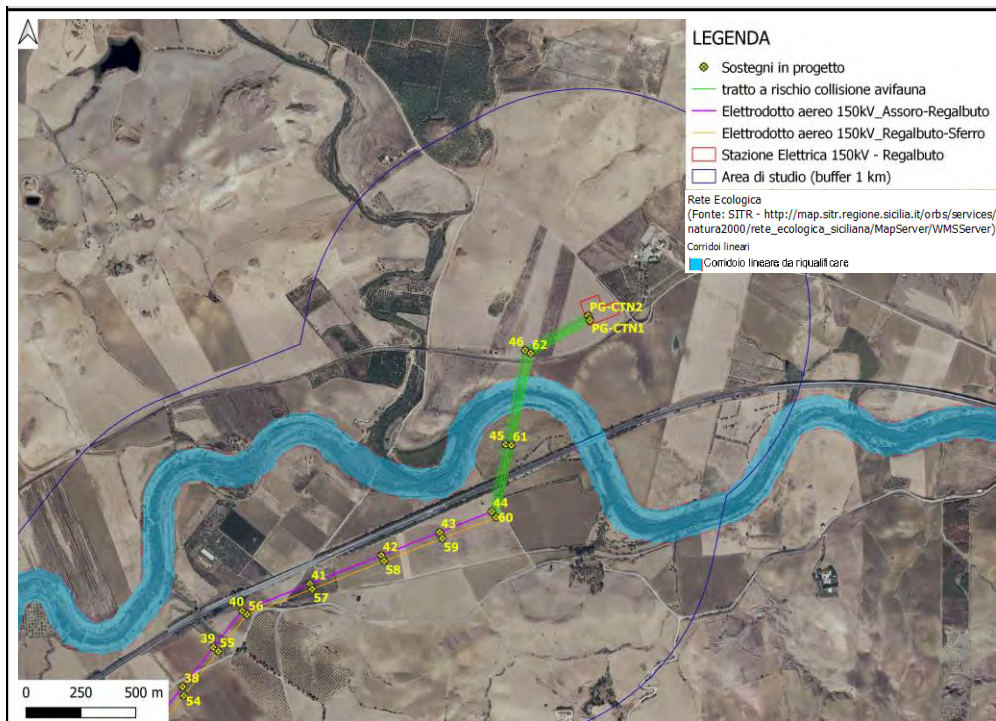 LEGENDA
Sostegni in progetto
tratto a rischio collisione avifauna
Elettrodotto aereo 150kV_Assoro-Regalbuto
Elettrodotto aereo 150kV_Regalbuto-Sferro
Stazione Elettrica 150kV - Regalbuto
Area di studio (buffer 1 km)
Rete Ecologica
(Fonte: SITR - http://map.sitr.regione.sicilia.it/orbs/services/
natura2000/rete_ecologica_siciliana/MapServer/WMSServer)
Corridoi lineari
Corridoio lineare da riqualificare
PG-CTN2
PG-CTN1
46 62
45 61
44
60
43
59
42
58
41
57
40 56
39 55
38
54
0 250 500 m